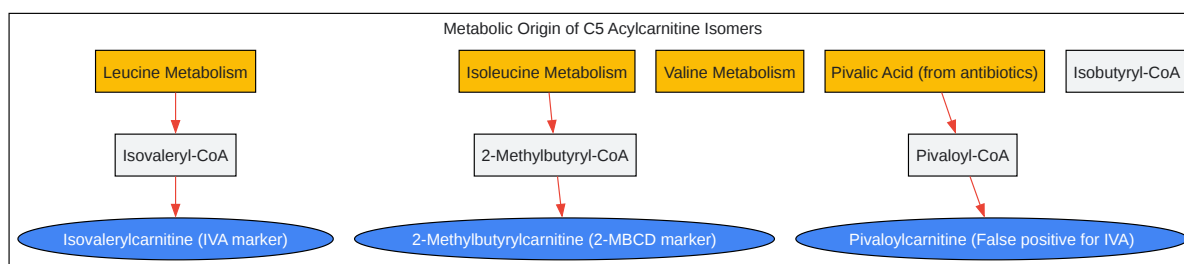 Metabolic Origin of C5 Acylcarnitine Isomers
Leucine Metabolism
Isoleucine Metabolism
Valine Metabolism
Pivalic Acid (from antibiotics)
Isobutyryl-CoA
Isovaleryl-CoA
2-Methylbutyryl-CoA
Pivaloyl-CoA
Isovalerylcarnitine (IVA marker)
2-Methylbutyrylcarnitine (2-MBCD marker)
Pivaloylcarnitine (False positive for IVA)